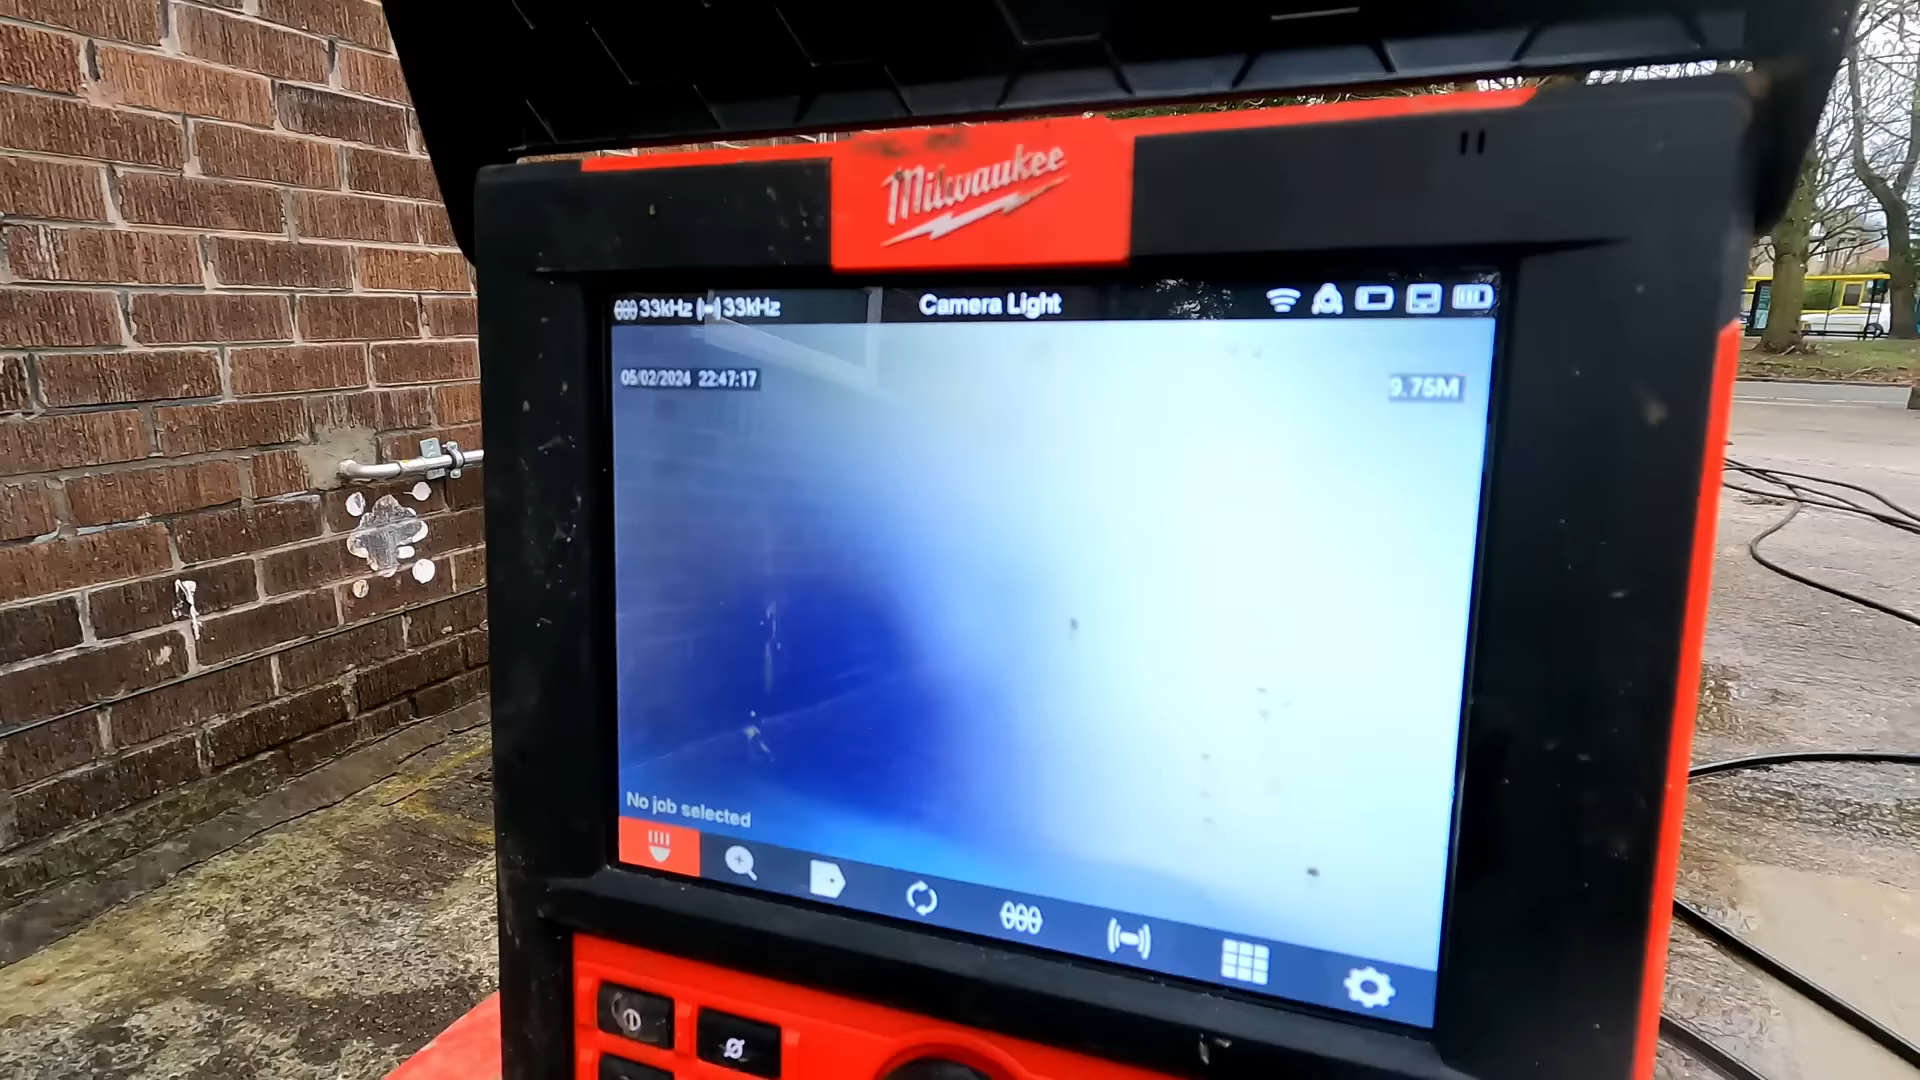 Milwaukee
33kHz 33kHz Camera Light
05/02/2024 22:47:17 9.75M
No job selected